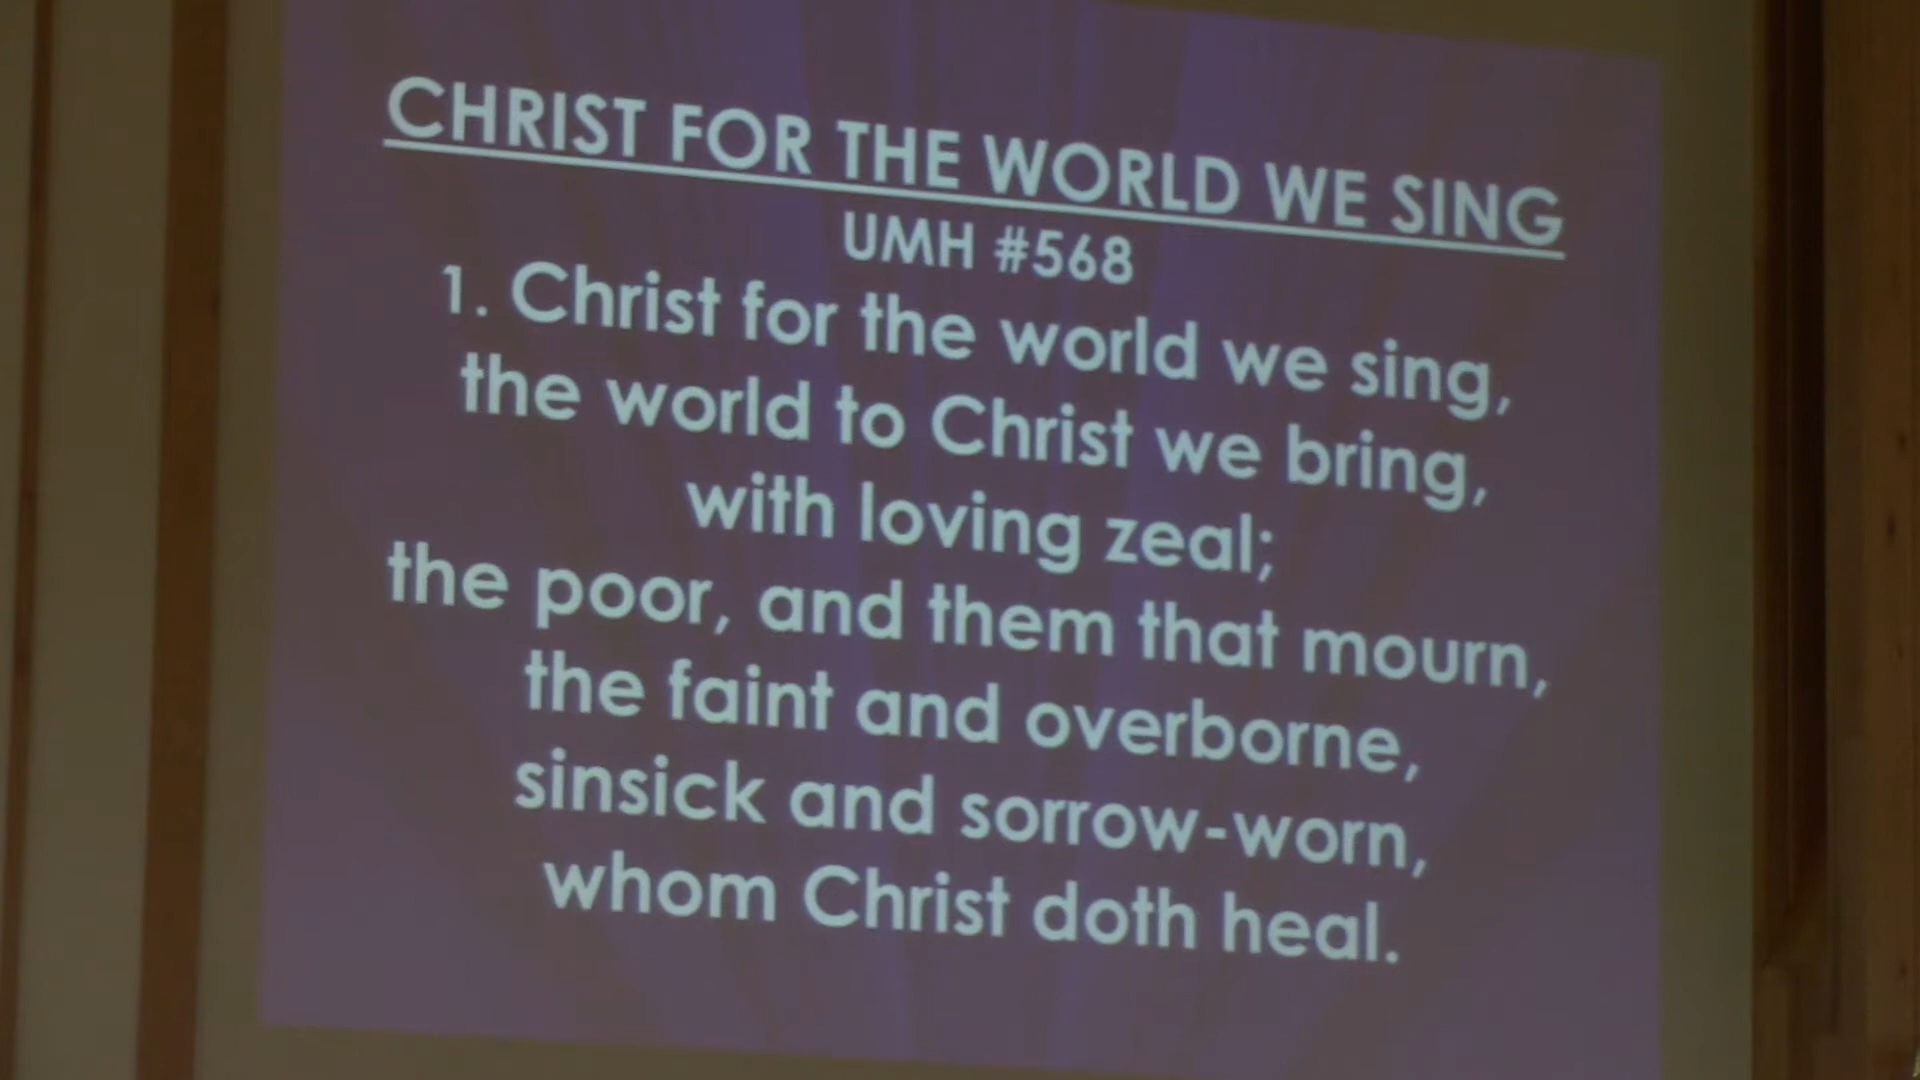 CHRIST FOR THE WORLD WE SING
UMH #568
1. Christ for the world we sing,
the world to Christ we bring,
with loving zeal;
the poor, and them that mourn,
the faint and overborne,
sinsick and sorrow-worn,
whom Christ doth heal.